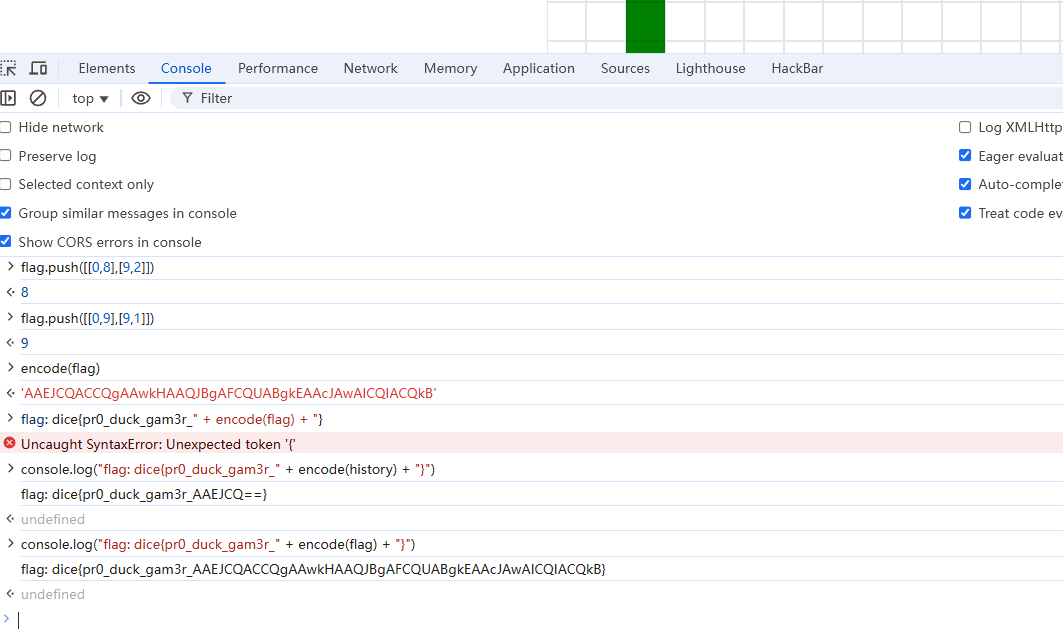 Elements Console Performance Network Memory Application Sources Lighthouse HackBar
top ▼ Filter
Hide network Log XMLHttp
Preserve log Eager evaluat
Selected context only Auto-comple
Group similar messages in console Treat code ev
Show CORS errors in console
flag.push([[0,8],[9,2]])
8
flag.push([[0,9],[9,1]])
9
encode(flag)
'AAEJCQACCQgAAwkHAAQJBgAFCQUABgkEAAcJAwAICQIACQkB'
flag: dice{pr0_duck_gam3r_" + encode(flag) + "}
Uncaught SyntaxError: Unexpected token '{'
console.log("flag: dice{pr0_duck_gam3r_" + encode(history) + "}")
flag: dice{pr0_duck_gam3r_AAEJCQ==}
undefined
console.log("flag: dice{pr0_duck_gam3r_" + encode(flag) + "}")
flag: dice{pr0_duck_gam3r_AAEJCQACCQgAAwkHAAQJBgAFCQUABgkEAAcJAwAICQIACQkB}
undefined